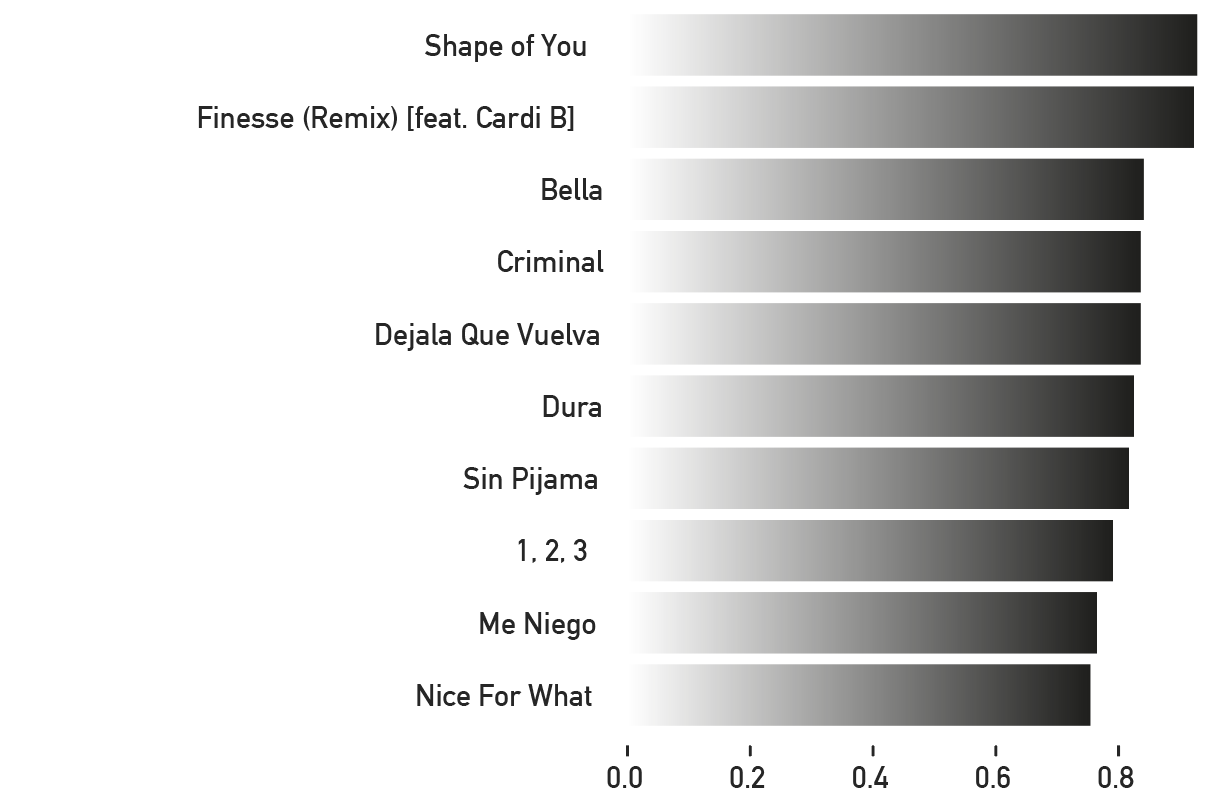 Shape of You
Finesse (Remix) [feat. Cardi B]
Bella
Criminal
Dejala Que Vuelva
Dura
Sin Pijama
1, 2, 3
Me Niego
Nice For What
0.0 0.2 0.4 0.6 0.8